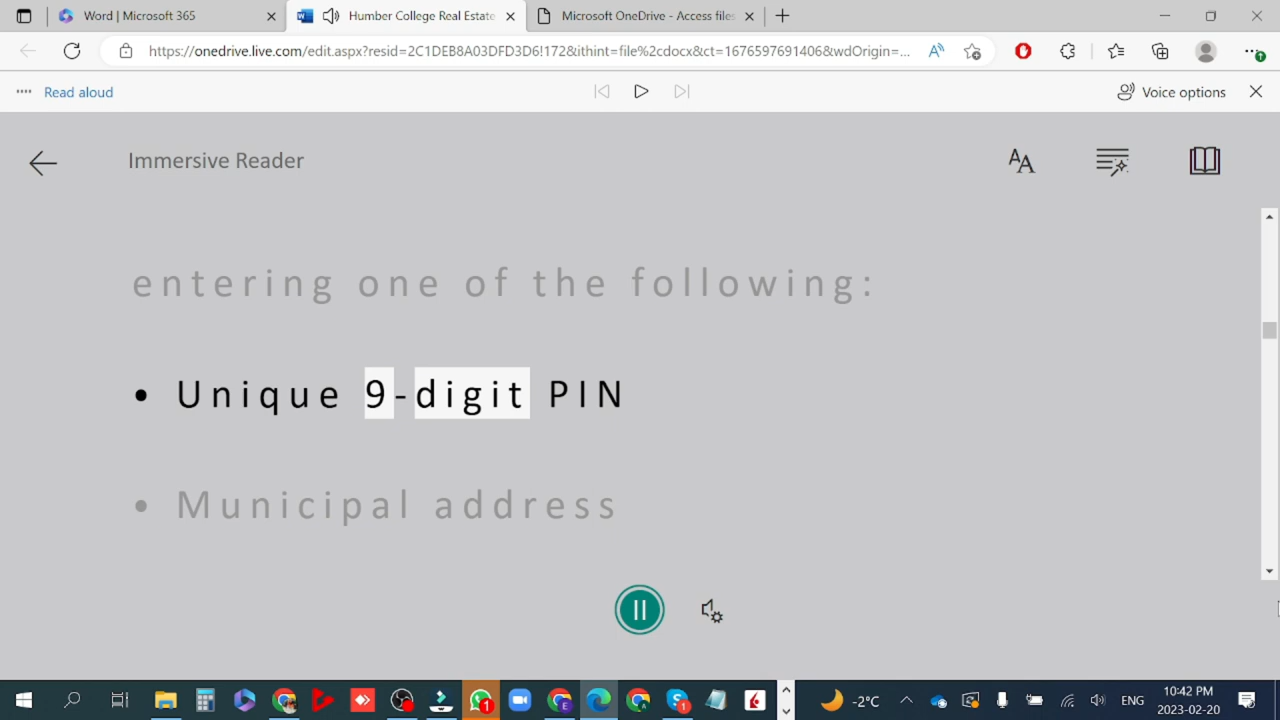 Word | Microsoft 365
Humber College Real Estate
Microsoft OneDrive - Access files
https://onedrive.live.com/edit.aspx?resid=2C1DEB8A03DFD3D6!172&ithint=file%2cdocx&ct=1676597691406&wdOrigin=...
Read aloud
Voice options
Immersive Reader
entering one of the following:
• Unique 9-digit PIN
• Municipal address
-2°C
ENG
10:42 PM
2023-02-20